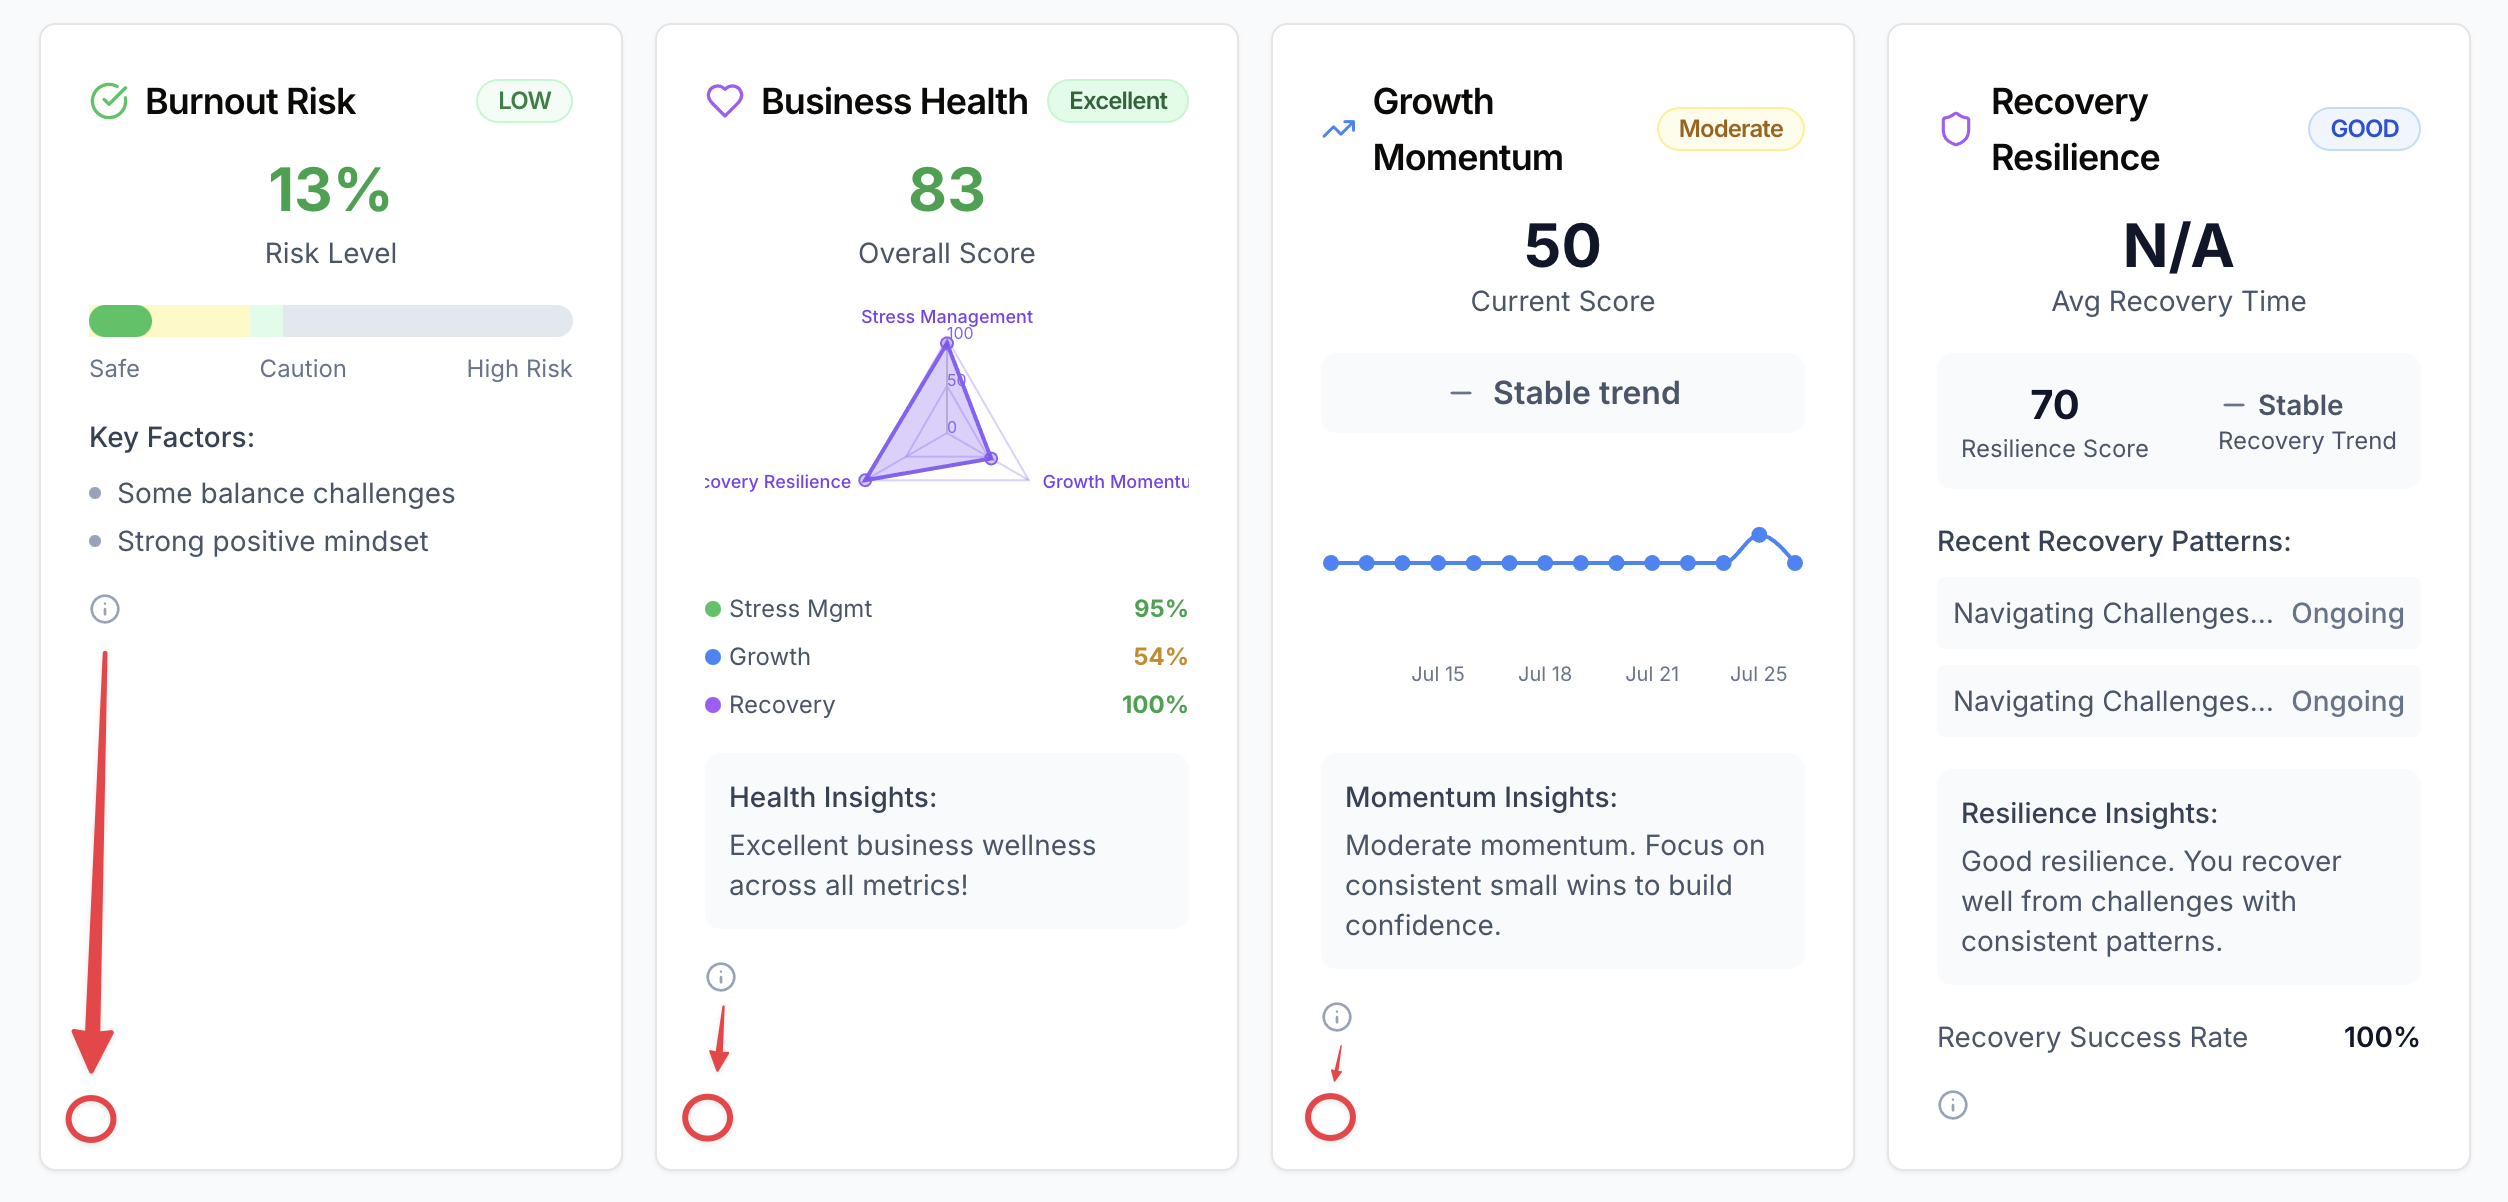 Burnout Risk
LOW
13%
Risk Level
Safe
Caution
High Risk
Key Factors:
Some balance challenges
Strong positive mindset
Business Health
Excellent
83
Overall Score
Stress Management
100
50
0
covery Resilience
Growth Momentu
Stress Mgmt
95%
Growth
54%
Recovery
100%
Health Insights:
Excellent business wellness
across all metrics!
Growth
Momentum
Moderate
50
Current Score
Stable trend
Jul 15
Jul 18
Jul 21
Jul 25
Momentum Insights:
Moderate momentum. Focus on
consistent small wins to build
confidence.
Recovery
Resilience
GOOD
N/A
Avg Recovery Time
70
Resilience Score
Stable
Recovery Trend
Recent Recovery Patterns:
Navigating Challenges...
Ongoing
Navigating Challenges...
Ongoing
Resilience Insights:
Good resilience. You recover
well from challenges with
consistent patterns.
Recovery Success Rate
100%